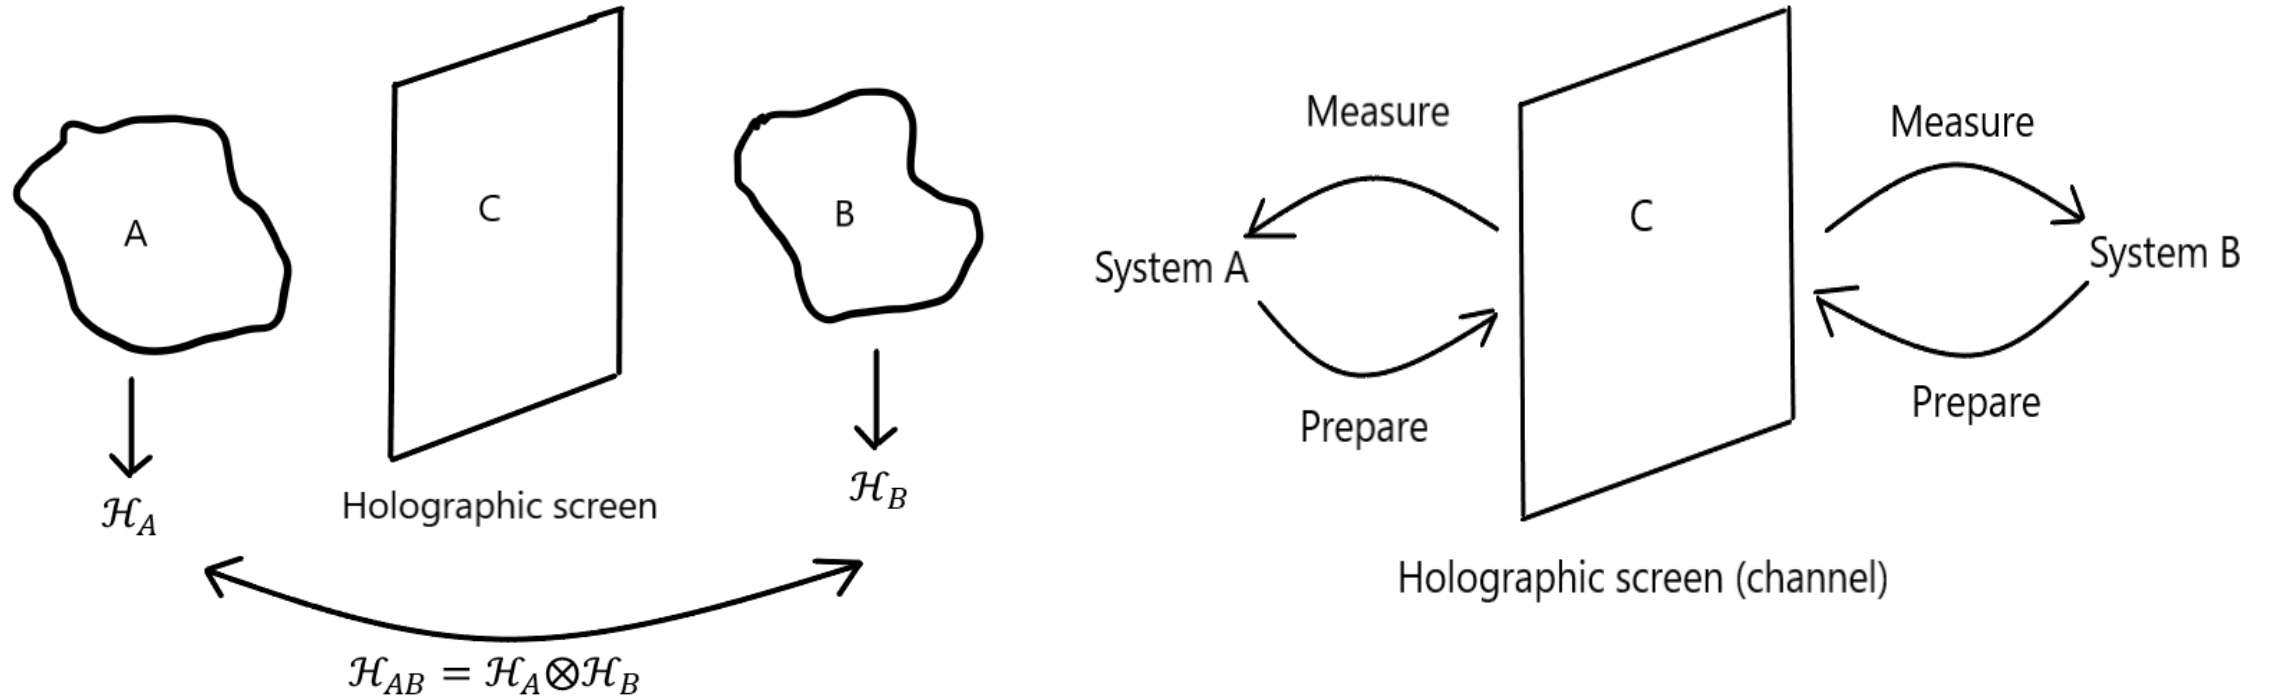 A
C
B
ℋ_A
Holographic screen
ℋ_B
ℋ_AB = ℋ_A⊗ℋ_B
Measure
Measure
C
System A
System B
Prepare
Prepare
Holographic screen (channel)